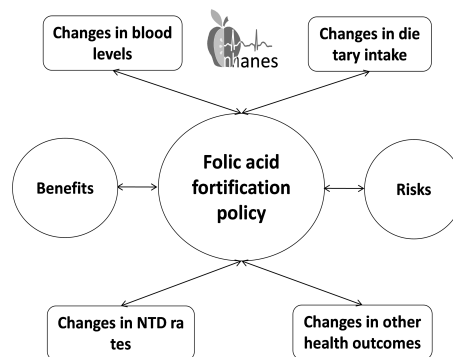 Changes in blood
levels
nhanes
Changes in die
tary intake
Benefits
Folic acid
fortification
policy
Risks
Changes in NTD ra
tes
Changes in other
health outcomes